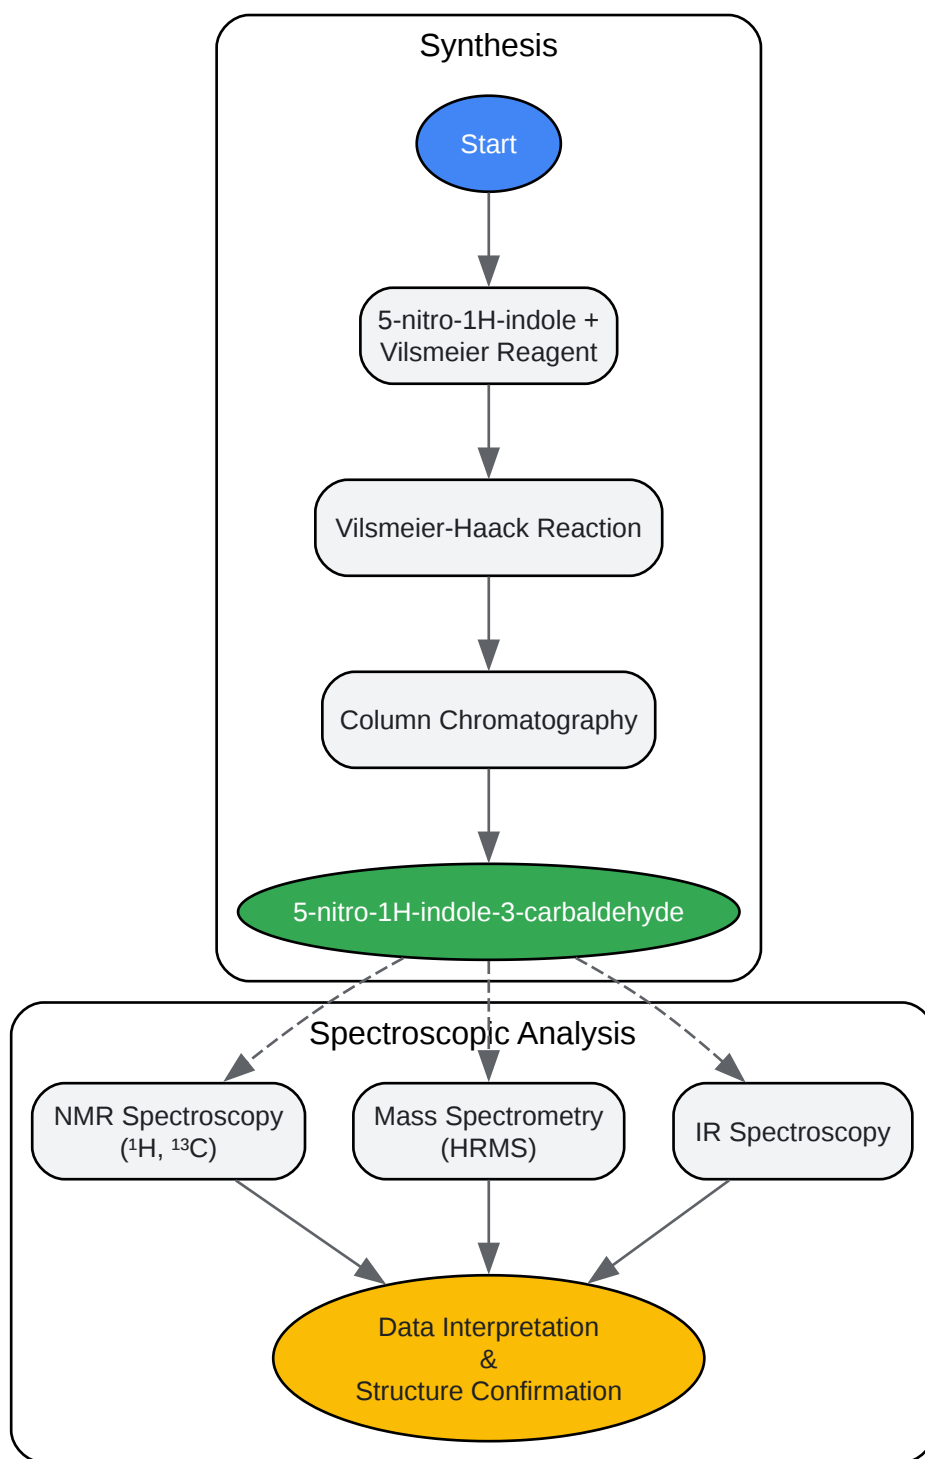 Synthesis
Start
5-nitro-1H-indole +
Vilsmeier Reagent
Vilsmeier-Haack Reaction
Column Chromatography
5-nitro-1H-indole-3-carbaldehyde
Spectroscopic Analysis
NMR Spectroscopy
(¹H, ¹³C)
Mass Spectrometry
(HRMS)
IR Spectroscopy
Data Interpretation
&
Structure Confirmation